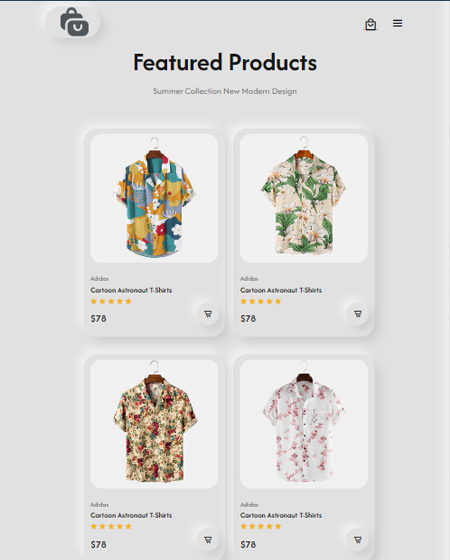 Featured Products
Summer Collection New Modern Design
Adidas
Cartoon Astronaut T-Shirts
$78
Adidas
Cartoon Astronaut T-Shirts
$78
Adidas
Cartoon Astronaut T-Shirts
$78
Adidas
Cartoon Astronaut T-Shirts
$78